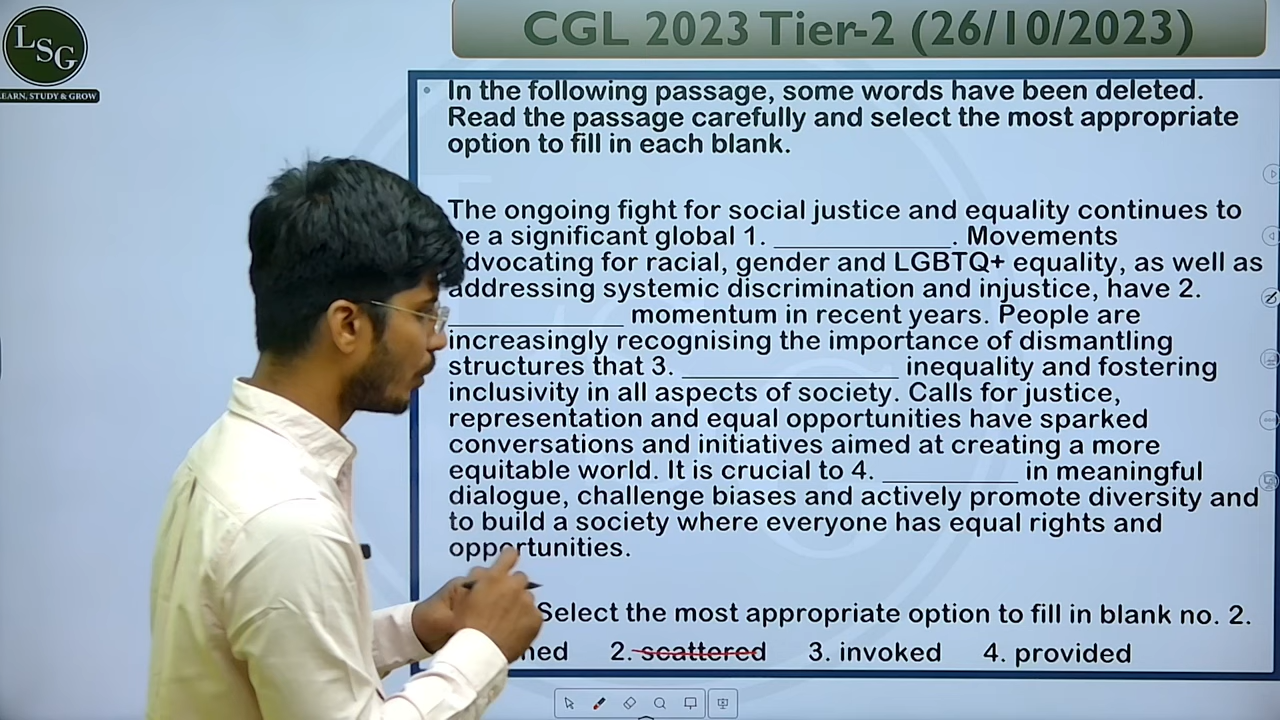 LSG
LEARN, STUDY & GROW
CGL 2023 Tier-2 (26/10/2023)
• In the following passage, some words have been deleted.
Read the passage carefully and select the most appropriate
option to fill in each blank.
The ongoing fight for social justice and equality continues to
be a significant global 1. _____________. Movements
advocating for racial, gender and LGBTQ+ equality, as well as
addressing systemic discrimination and injustice, have 2.
_____________ momentum in recent years. People are
increasingly recognising the importance of dismantling
structures that 3. ________________ inequality and fostering
inclusivity in all aspects of society. Calls for justice,
representation and equal opportunities have sparked
conversations and initiatives aimed at creating a more
equitable world. It is crucial to 4. __________ in meaningful
dialogue, challenge biases and actively promote diversity and
to build a society where everyone has equal rights and
opportunities.
Select the most appropriate option to fill in blank no. 2.
2. scattered 3. invoked 4. provided